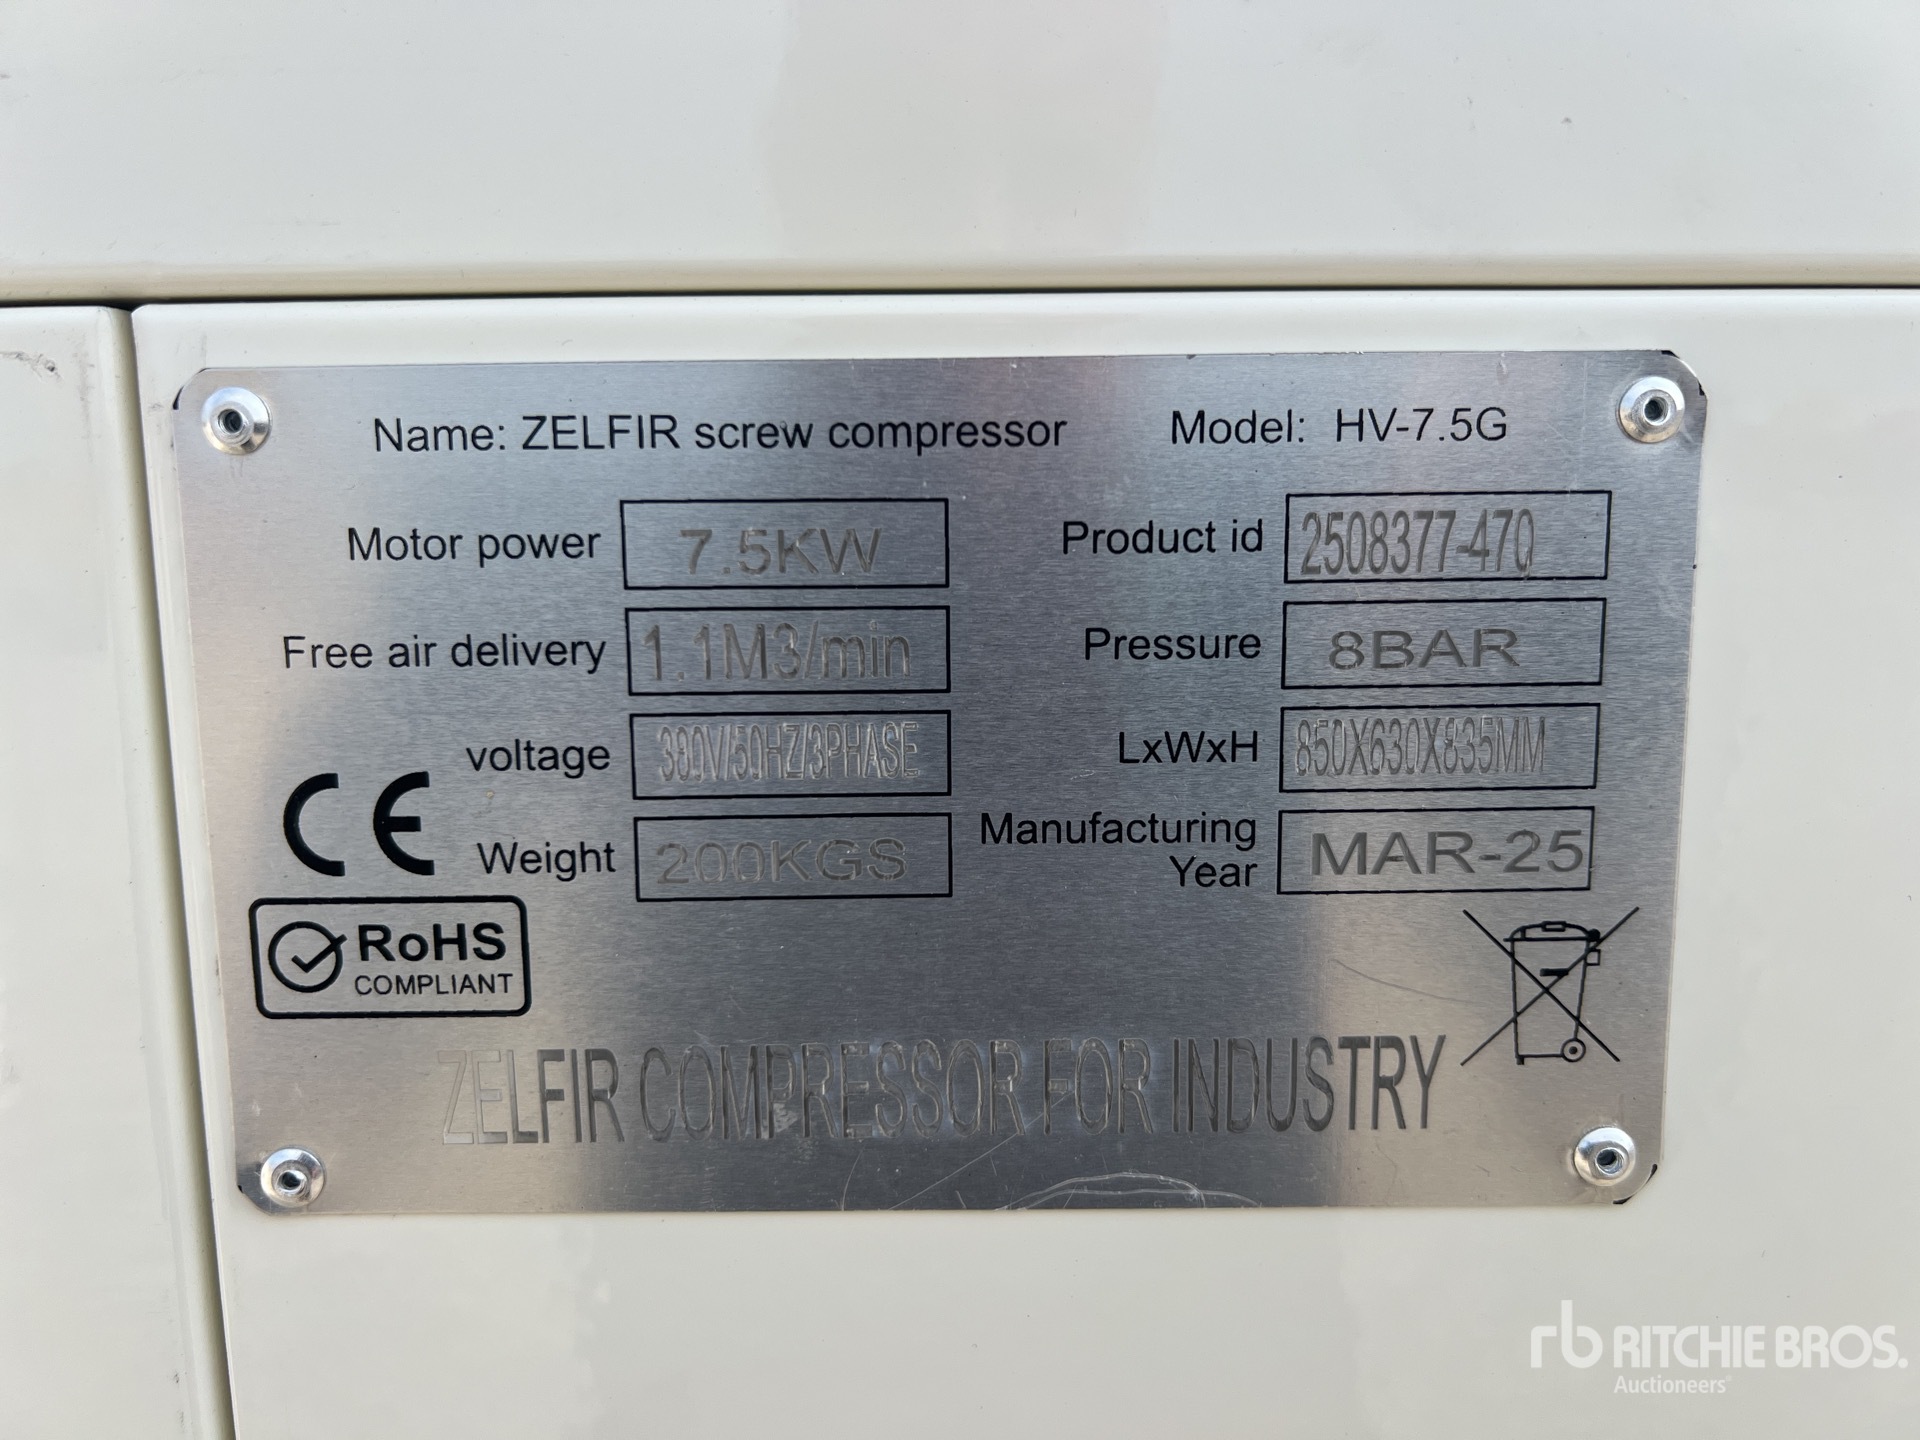 Name: ZELFIR screw compressor Model: HV-7.5G
Motor power 7.5KW Product id 2508377-47Q
Free air delivery 1.1M3/min Pressure 8BAR
voltage 380V/50HZ/3PHASE LxWxH 850X630X835MM
Weight 200KGS Manufacturing Year MAR-25
CE
RoHS
COMPLIANT
ZELFIR COMPRESSOR FOR INDUSTRY
rb RITCHIE BROS.
Auctioneers